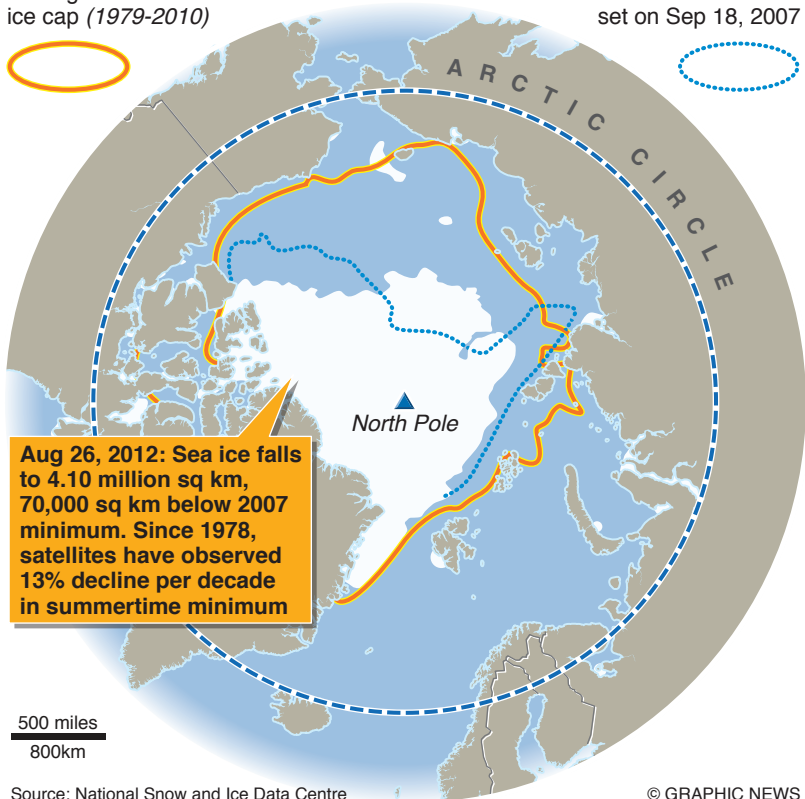 ice cap (1979-2010)
set on Sep 18, 2007
ARCTIC CIRCLE
North Pole
Aug 26, 2012: Sea ice falls
to 4.10 million sq km,
70,000 sq km below 2007
minimum. Since 1978,
satellites have observed
13% decline per decade
in summertime minimum
500 miles
800km
Source: National Snow and Ice Data Centre
© GRAPHIC NEWS